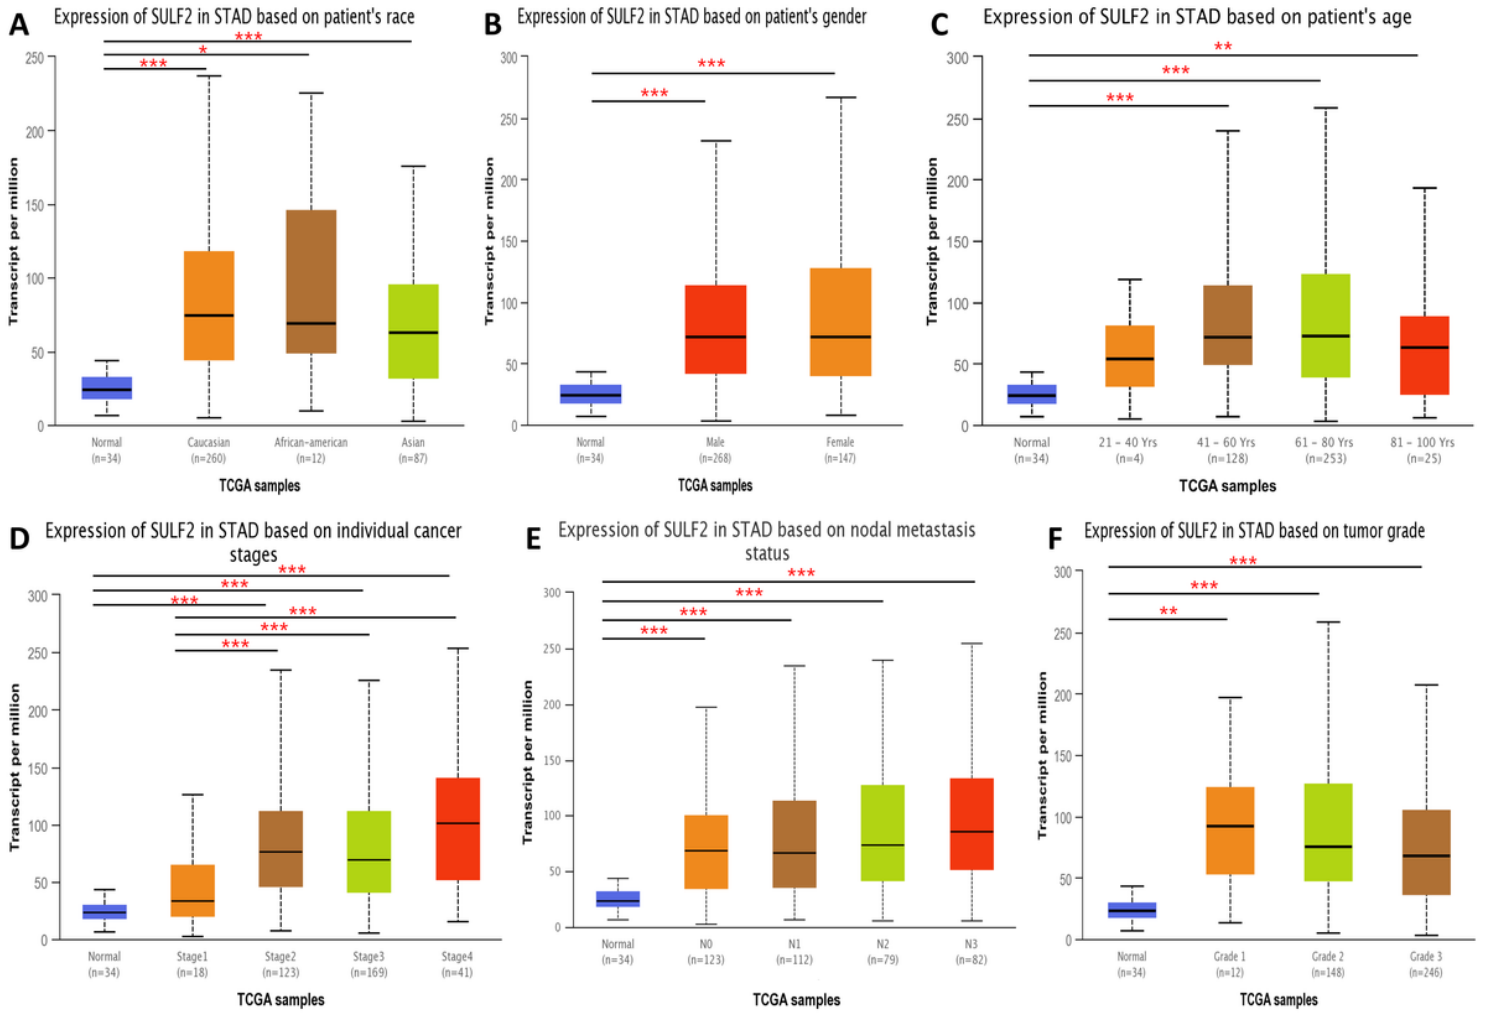 A Expression of SULF2 in STAD based on patient's race
***
*
***
Transcript per million
250
200
150
100
50
0
Normal Caucasian African-american Asian
(n=34) (n=260) (n=12) (n=87)
TCGA samples
B Expression of SULF2 in STAD based on patient's gender
***
***
Transcript per million
300
250
200
150
100
50
0
Normal Male Female
(n=34) (n=268) (n=147)
TCGA samples
C Expression of SULF2 in STAD based on patient's age
**
***
***
Transcript per million
300
250
200
150
100
50
0
Normal 21 - 40 Yrs 41 - 60 Yrs 61 - 80 Yrs 81 - 100 Yrs
(n=34) (n=4) (n=128) (n=253) (n=25)
TCGA samples
D Expression of SULF2 in STAD based on individual cancer
stages
***
***
***
***
***
***
Transcript per million
300
250
200
150
100
50
0
Normal Stage1 Stage2 Stage3 Stage4
(n=34) (n=18) (n=123) (n=169) (n=41)
TCGA samples
E Expression of SULF2 in STAD based on nodal metastasis
status
***
***
***
***
Transcript per million
300
250
200
150
100
50
0
Normal N0 N1 N2 N3
(n=34) (n=123) (n=112) (n=79) (n=82)
TCGA samples
F Expression of SULF2 in STAD based on tumor grade
***
***
**
Transcript per million
300
250
200
150
100
50
0
Normal Grade 1 Grade 2 Grade 3
(n=34) (n=12) (n=148) (n=246)
TCGA samples